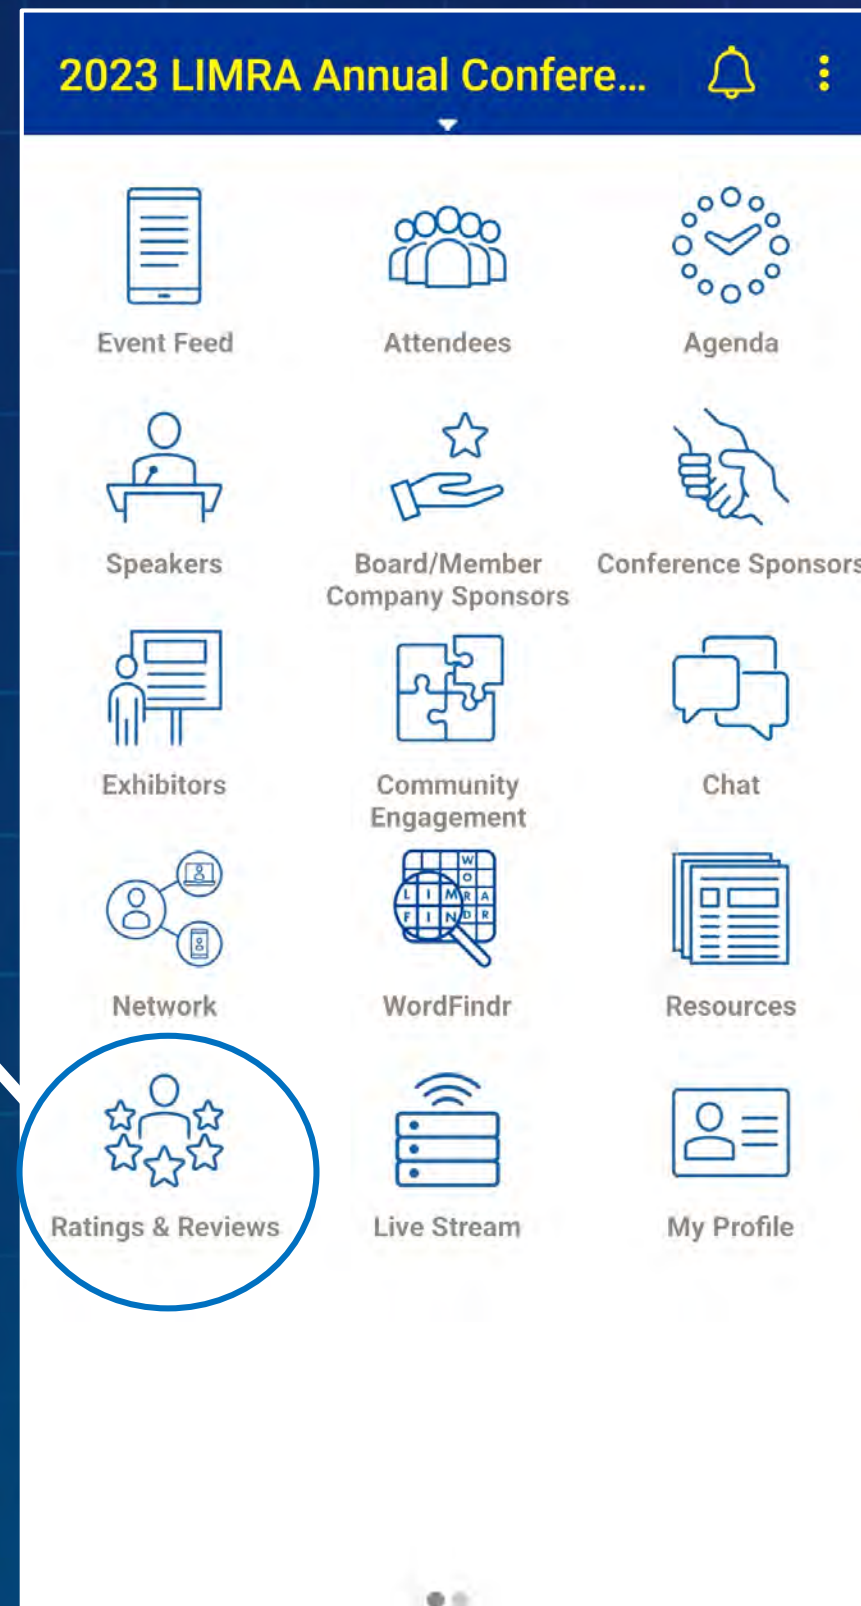 2023 LIMRA Annual Confere...
Event Feed
Attendees
Agenda
Speakers
Board/Member
Company Sponsors
Conference Sponsors
Exhibitors
Community
Engagement
Chat
W
O
L I M R A
F I N D R
Network
WordFindr
Resources
Ratings & Reviews
Live Stream
My Profile